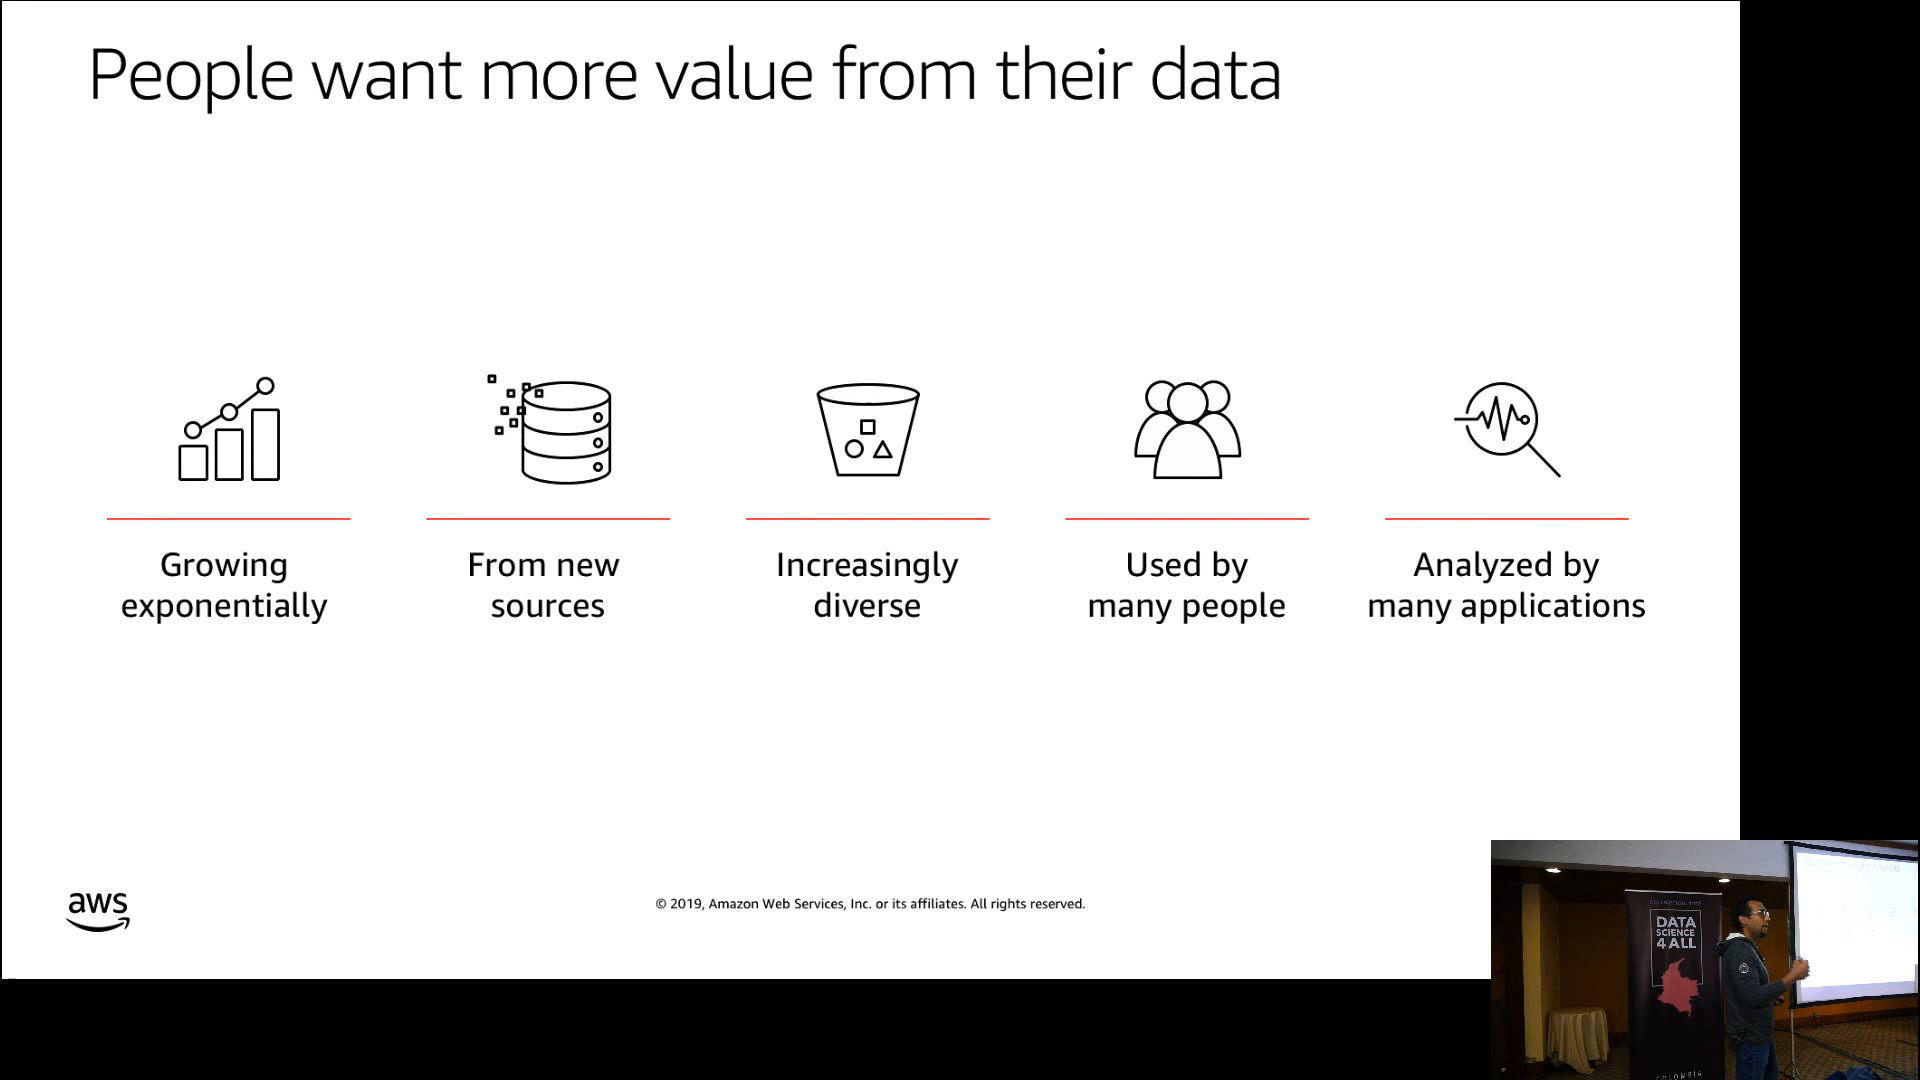 People want more value from their data
Growing
exponentially
From new
sources
Increasingly
diverse
Used by
many people
Analyzed by
many applications
aws
© 2019, Amazon Web Services, Inc. or its affiliates. All rights reserved.
DATA
SCIENCE
4 ALL
COLOMBIA